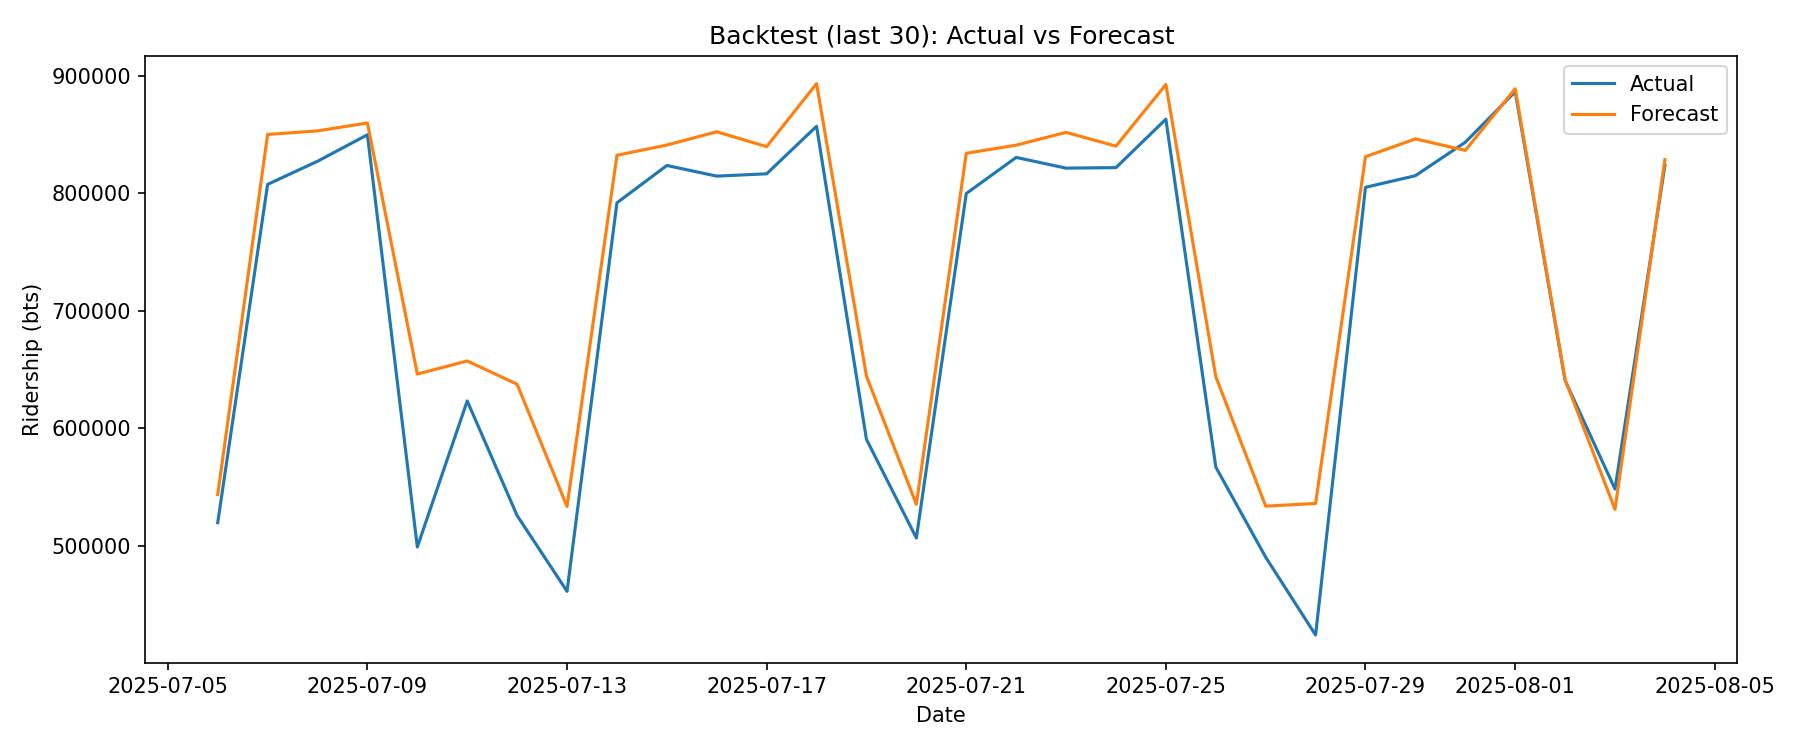 Backtest (last 30): Actual vs Forecast
Actual
Forecast
Ridership (bts)
900000
800000
700000
600000
500000
2025-07-05 2025-07-09 2025-07-13 2025-07-17 2025-07-21 2025-07-25 2025-07-29 2025-08-01 2025-08-05
Date